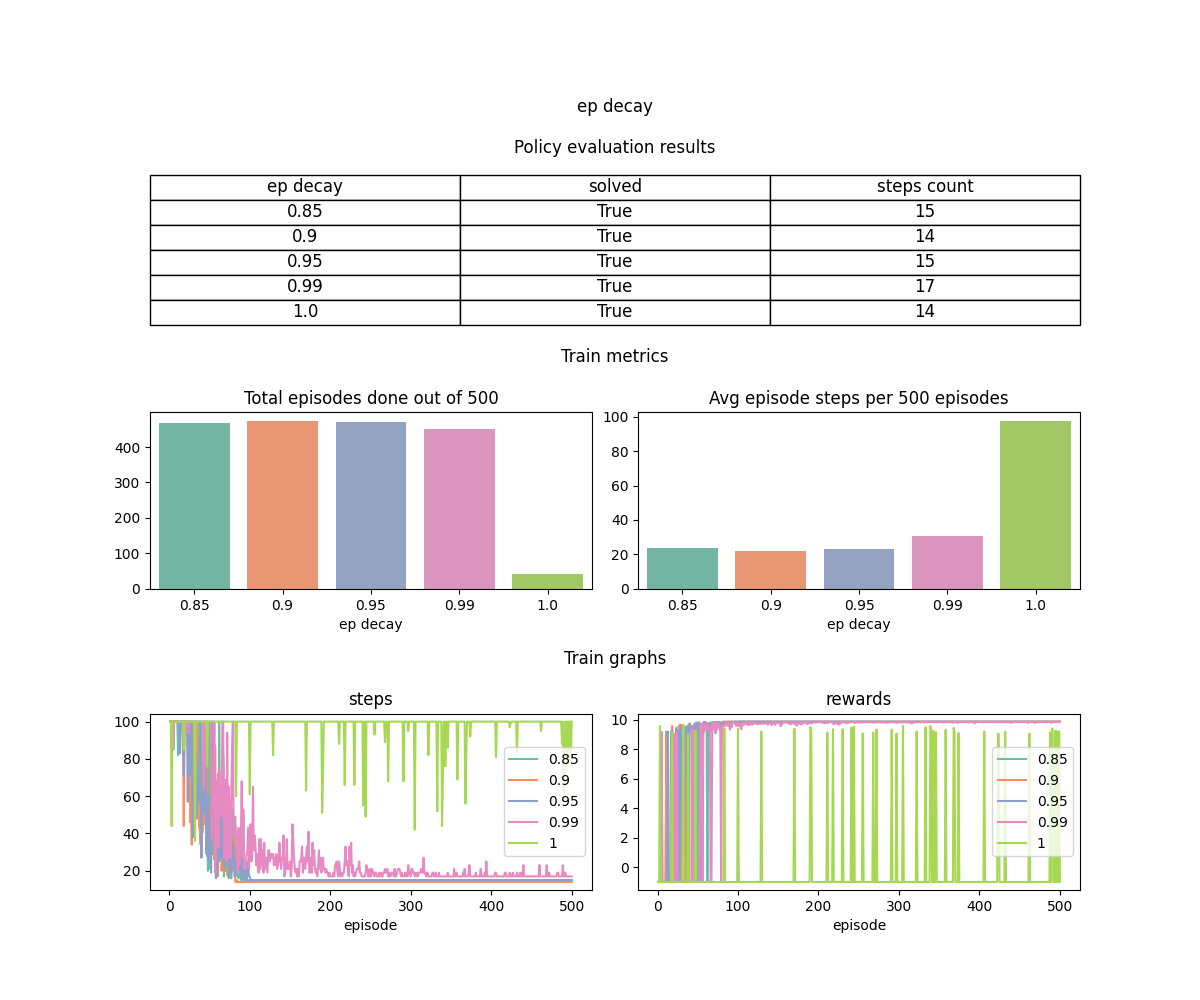 ep decay
Policy evaluation results
ep decay solved steps count
0.85 True 15
0.9 True 14
0.95 True 15
0.99 True 17
1.0 True 14
Train metrics
Total episodes done out of 500
400
300
200
100
0
0.85 0.9 0.95 0.99 1.0
ep decay
Avg episode steps per 500 episodes
100
80
60
40
20
0
0.85 0.9 0.95 0.99 1.0
ep decay
Train graphs
steps
100
80
60
40
20
0 100 200 300 400 500
episode
0.85
0.9
0.95
0.99
1
rewards
10
8
6
4
2
0
0 100 200 300 400 500
episode
0.85
0.9
0.95
0.99
1